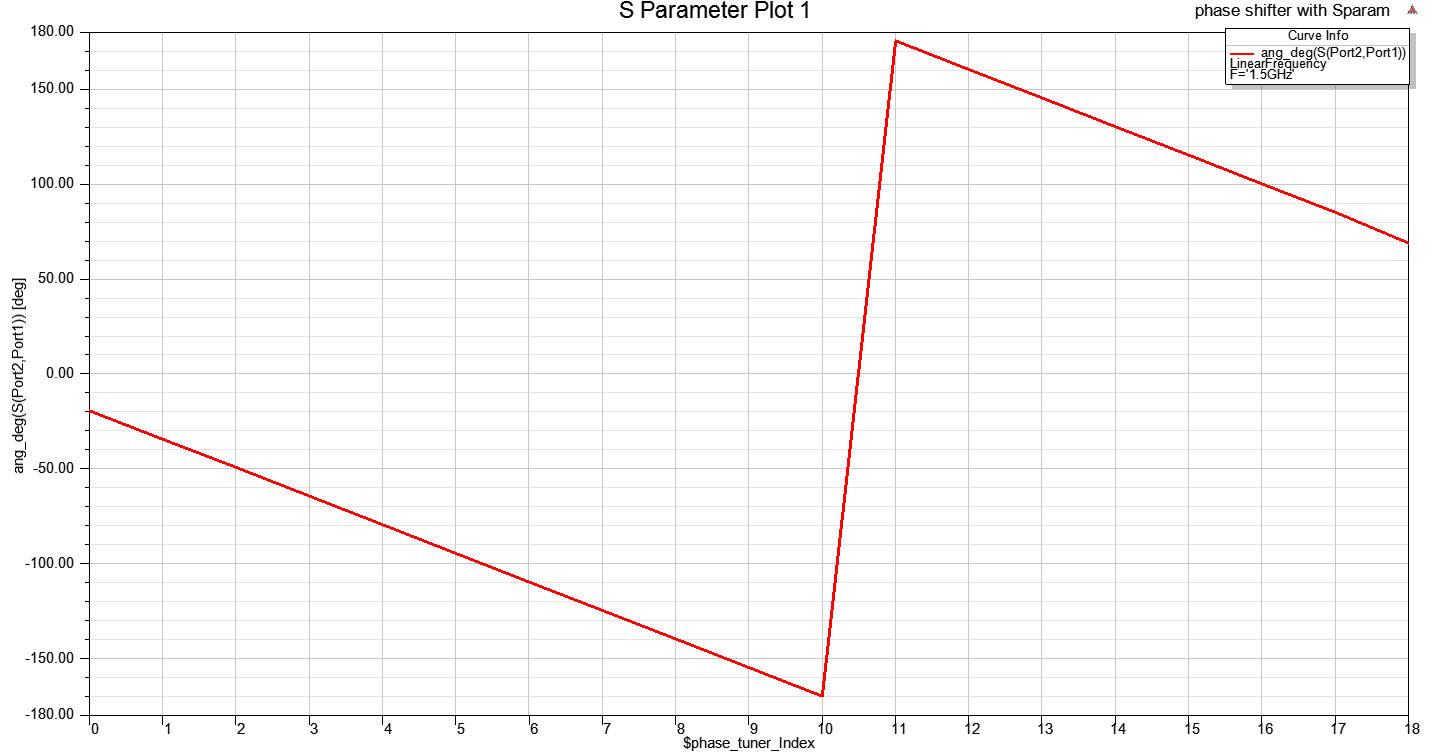 S Parameter Plot 1
phase shifter with Sparam
Curve Info
ang_deg(S(Port2,Port1))
LinearFrequency
F='1.5GHz'
180.00
150.00
100.00
50.00
0.00
-50.00
-100.00
-150.00
-180.00
ang_deg(S(Port2,Port1)) [deg]
0 1 2 3 4 5 6 7 8 9 10 11 12 13 14 15 16 17 18
$phase_tuner_Index